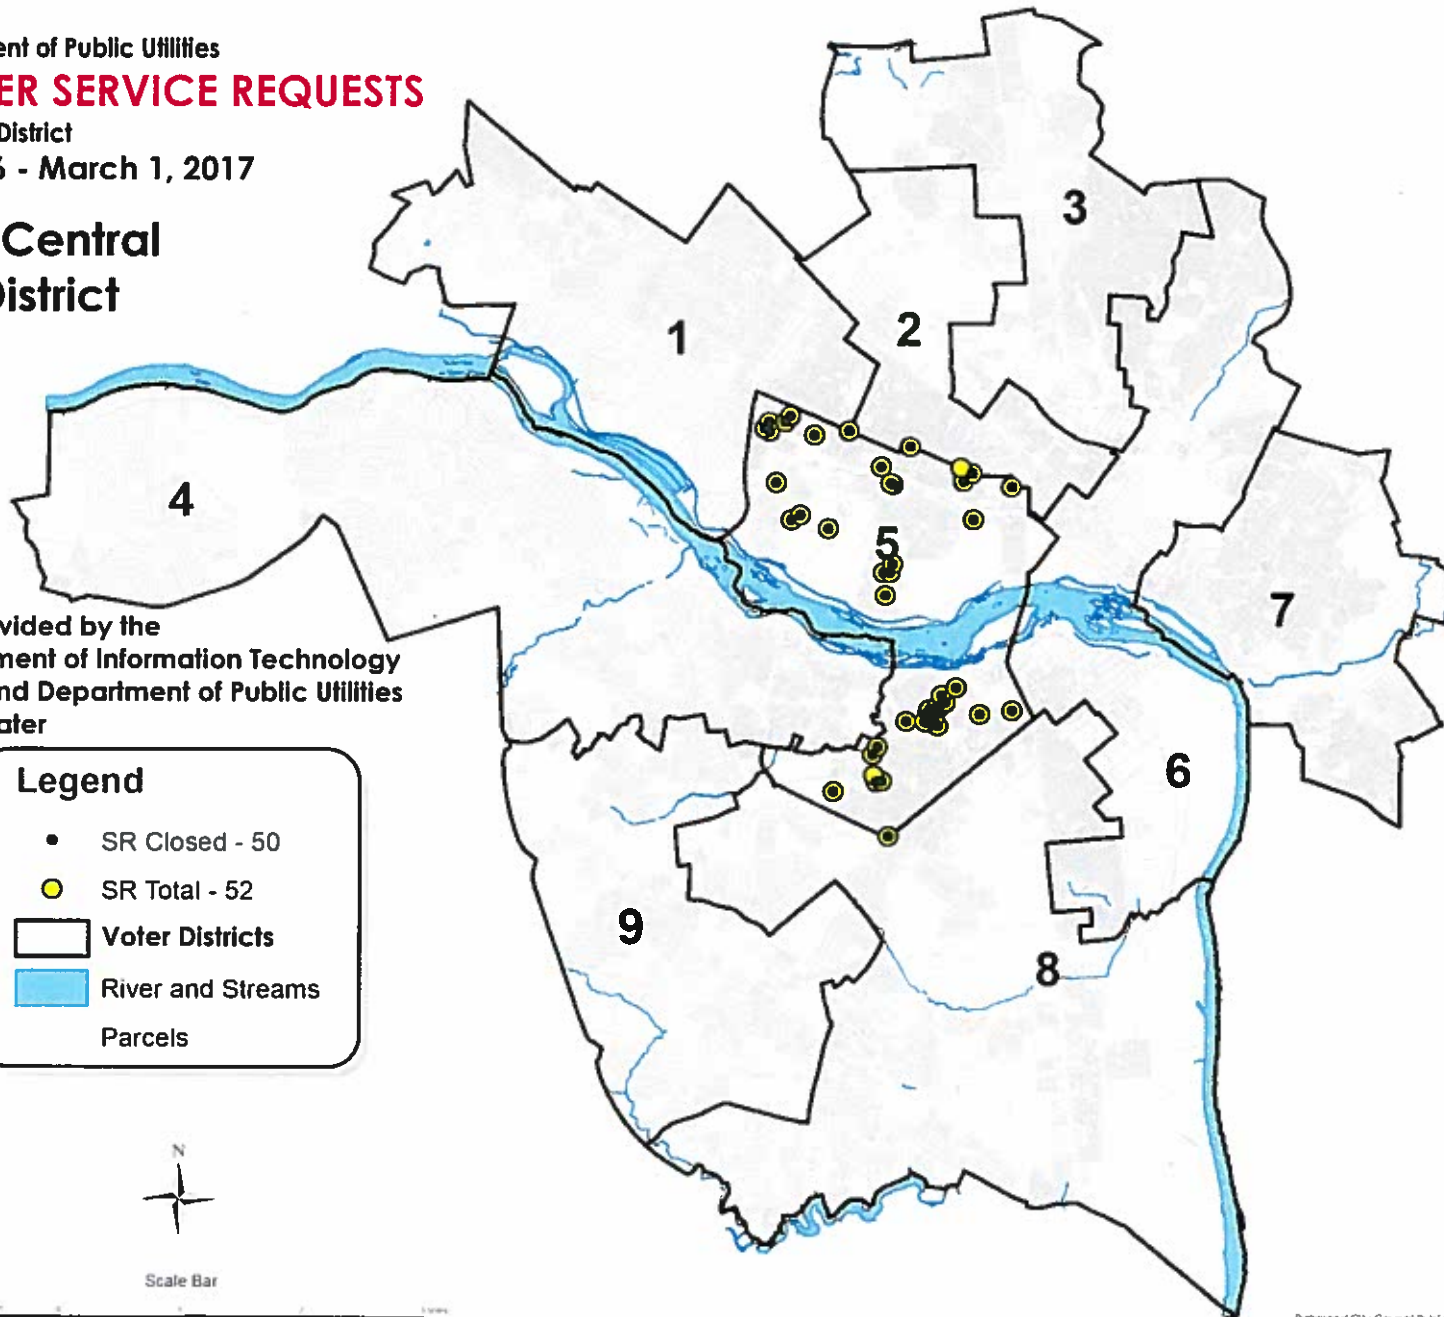 ent of Public Utilities
ER SERVICE REQUESTS
District
6 - March 1, 2017
Central
District
1
2
3
4
5
6
7
8
9
vided by the
ment of Information Technology
nd Department of Public Utilities
ater
Legend
SR Closed - 50
SR Total - 52
Voter Districts
River and Streams
Parcels
N
Scale Bar